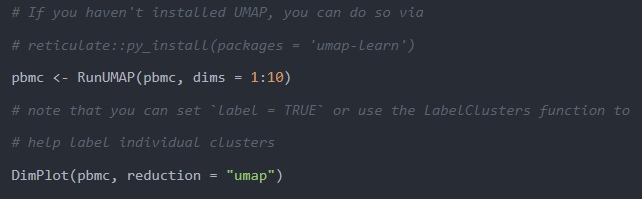 # If you haven't installed UMAP, you can do so via
# reticulate::py_install(packages = 'umap-learn')
pbmc <- RunUMAP(pbmc, dims = 1:10)
# note that you can set `label = TRUE` or use the LabelClusters function to
# help label individual clusters
DimPlot(pbmc, reduction = "umap")